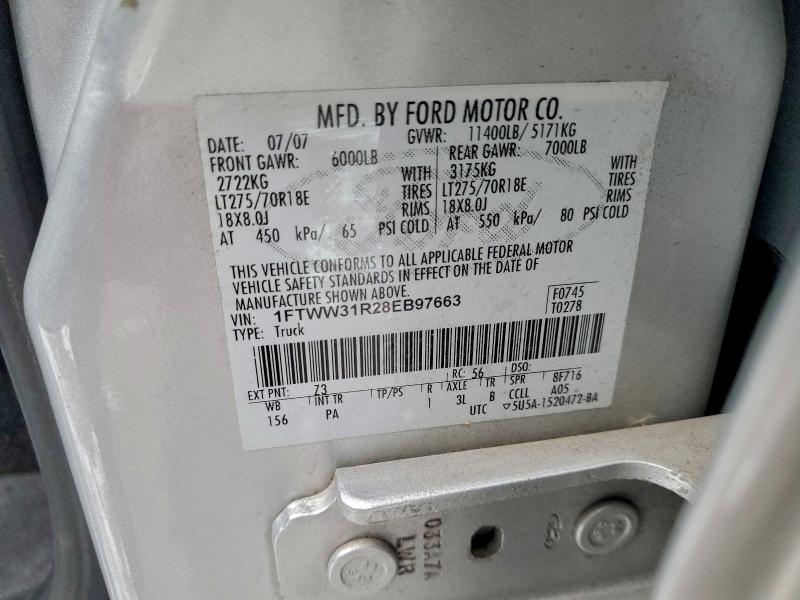 MFD. BY FORD MOTOR CO.
DATE: 07/07 GVWR: 11400LB/ 5171KG
FRONT GAWR: 6000LB REAR GAWR: 7000LB
2722KG WITH 3175KG WITH
LT275/70R18E TIRES LT275/70R18E TIRES
18X8.0J RIMS 18X8.0J RIMS
AT 450 kPa/ 65 PSI COLD AT 550 kPa/ 80 PSI COLD
THIS VEHICLE CONFORMS TO ALL APPLICABLE FEDERAL MOTOR
VEHICLE SAFETY STANDARDS IN EFFECT ON THE DATE OF
MANUFACTURE SHOWN ABOVE.
VIN: 1FTWW31R28EB97663 F0745
TYPE: Truck T0278
EXT PNT: Z3 RC: 56 DSO:
WB INT TR TP/PS R AXLE TR SPR 8F716
156 PA 1 3L B CCLL A05
UTC ▽5U5A-1520472-BA
033A7A
LWR